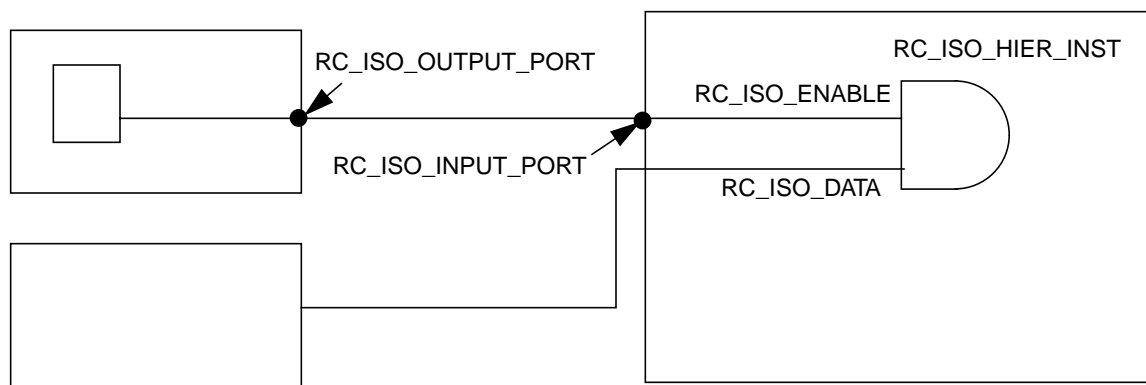 RC_ISO_HIER_INST
RC_ISO_OUTPUT_PORT
RC_ISO_ENABLE
RC_ISO_INPUT_PORT
RC_ISO_DATA